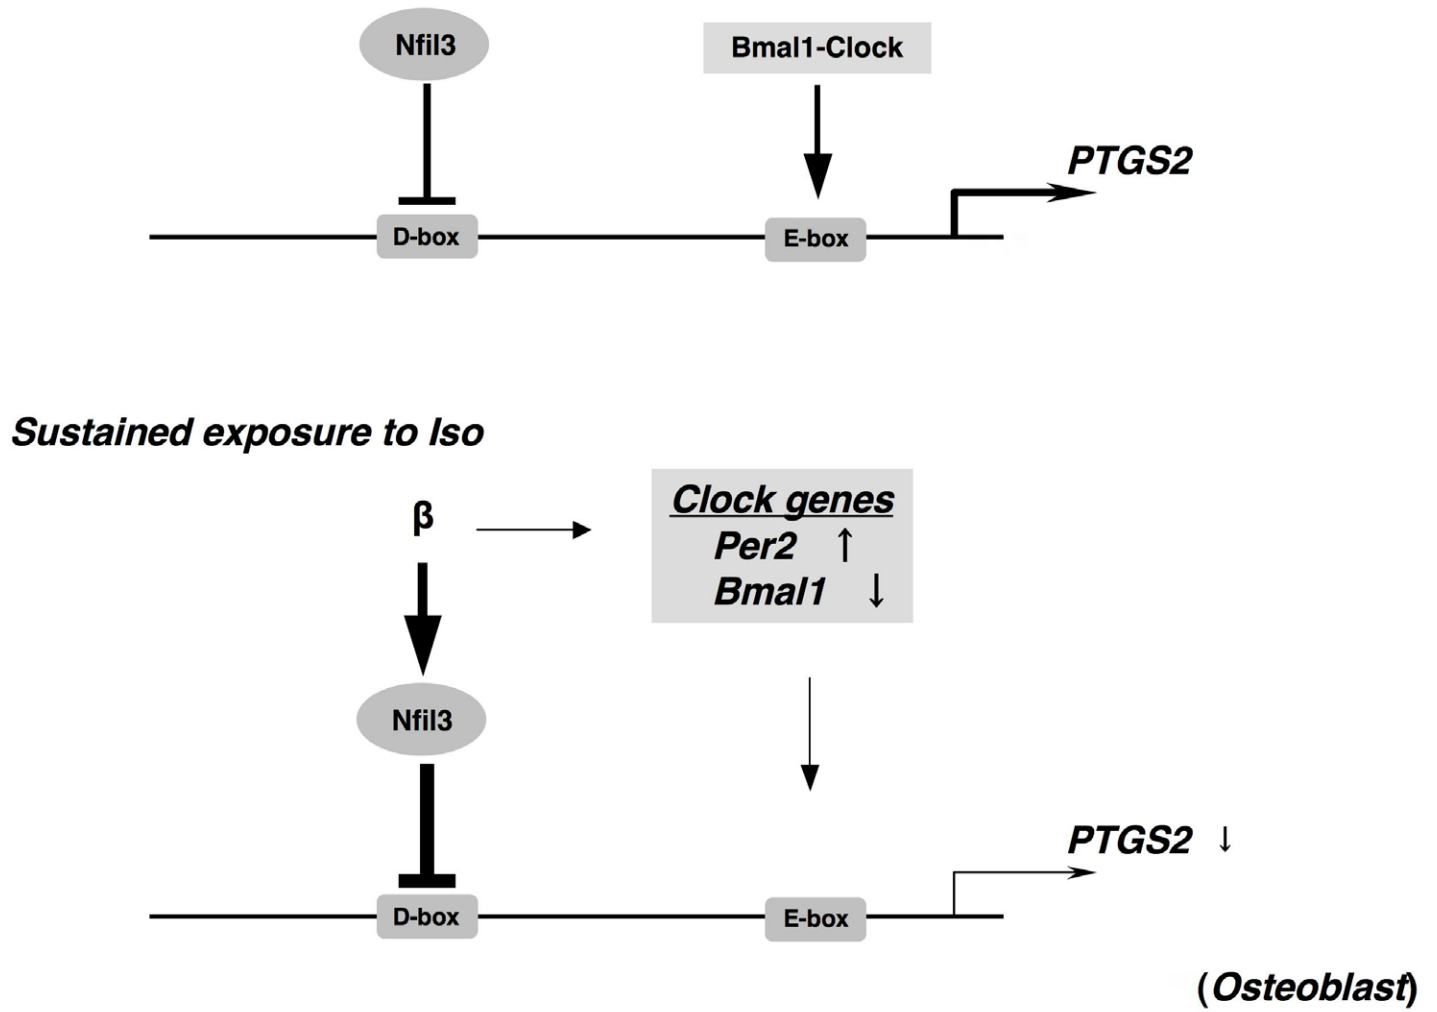 Nfil3
Bmal1-Clock
PTGS2
D-box
E-box
Sustained exposure to Iso
β
Clock genes
Per2 ↑
Bmal1 ↓
Nfil3
PTGS2 ↓
D-box
E-box
(Osteoblast)